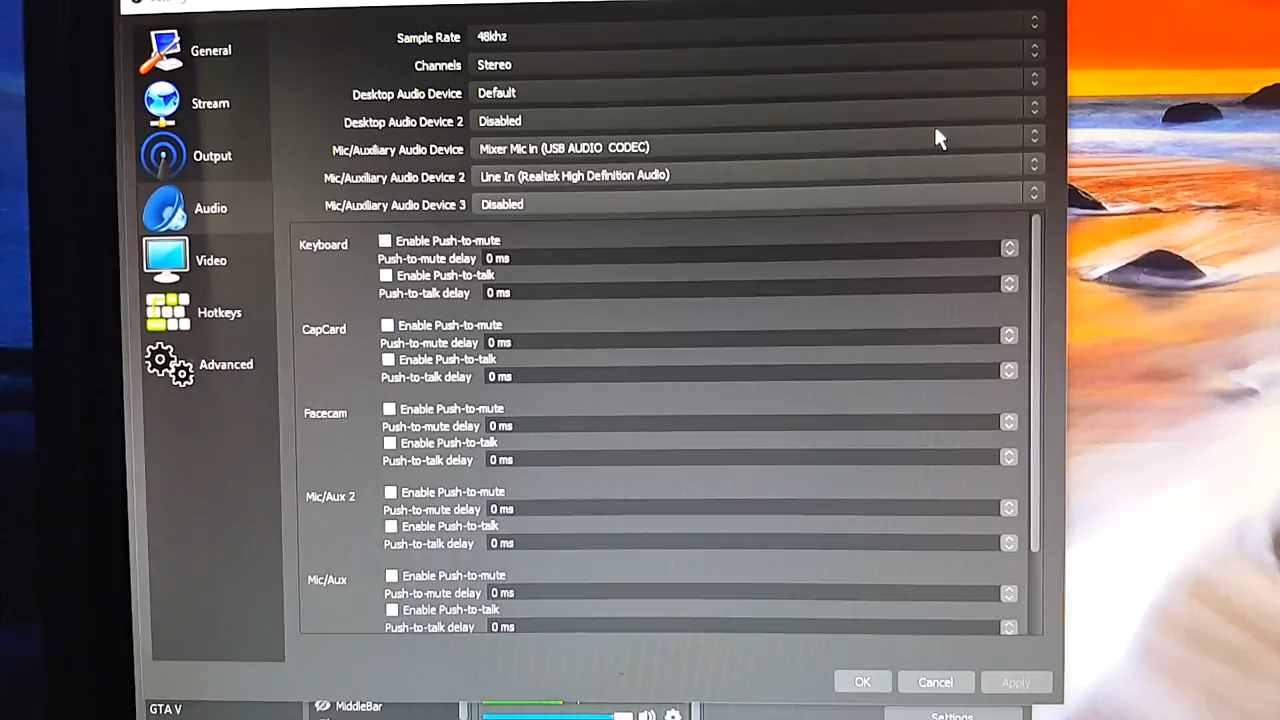 General
Stream
Output
Audio
Video
Hotkeys
Advanced
Sample Rate 48khz
Channels Stereo
Desktop Audio Device Default
Desktop Audio Device 2 Disabled
Mic/Auxiliary Audio Device Mixer Mic in (USB AUDIO CODEC)
Mic/Auxiliary Audio Device 2 Line In (Realtek High Definition Audio)
Mic/Auxiliary Audio Device 3 Disabled
Keyboard Enable Push-to-mute
Push-to-mute delay 0 ms
Enable Push-to-talk
Push-to-talk delay 0 ms
CapCard Enable Push-to-mute
Push-to-mute delay 0 ms
Enable Push-to-talk
Push-to-talk delay 0 ms
Facecam Enable Push-to-mute
Push-to-mute delay 0 ms
Enable Push-to-talk
Push-to-talk delay 0 ms
Mic/Aux 2 Enable Push-to-mute
Push-to-mute delay 0 ms
Enable Push-to-talk
Push-to-talk delay 0 ms
Mic/Aux Enable Push-to-mute
Push-to-mute delay 0 ms
Enable Push-to-talk
Push-to-talk delay 0 ms
OK Cancel Apply
GTA V MiddleBar Settings